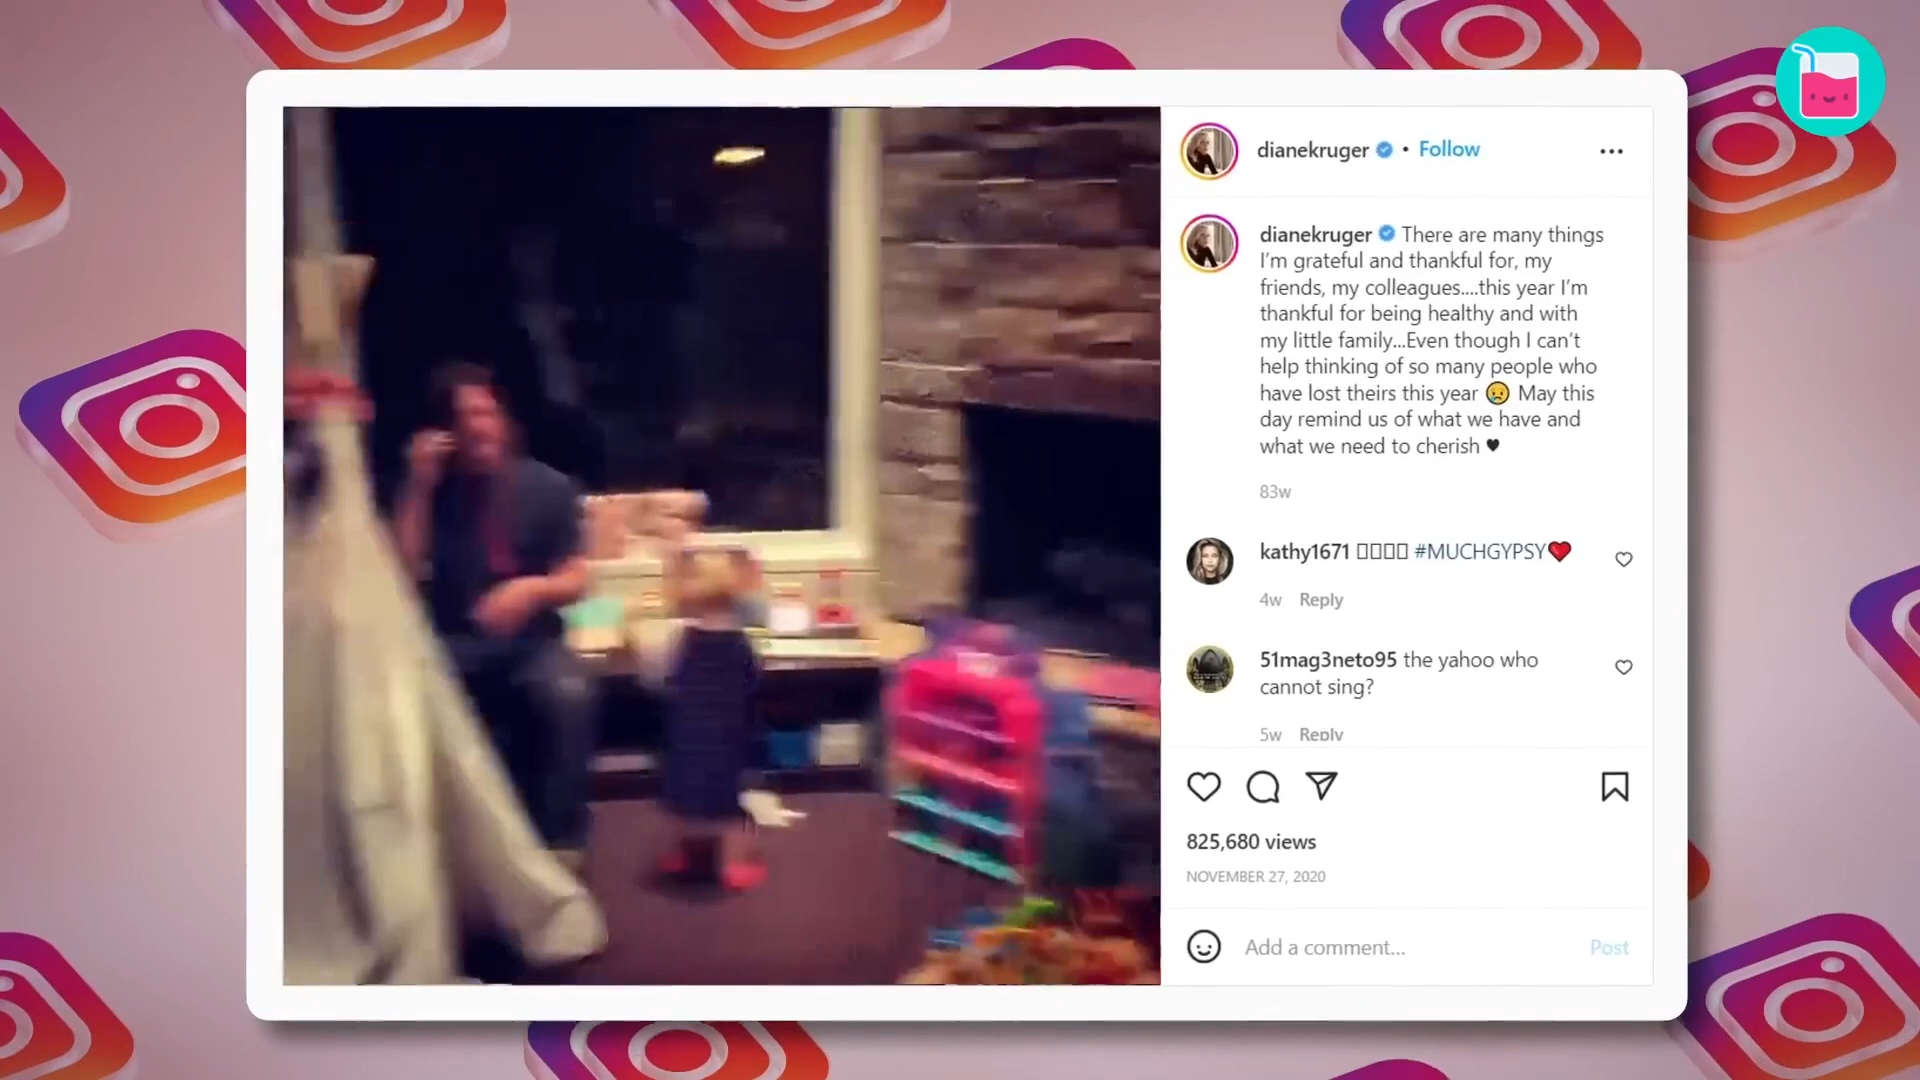 dianekruger • Follow
dianekruger There are many things
I'm grateful and thankful for, my
friends, my colleagues....this year I'm
thankful for being healthy and with
my little family...Even though I can't
help thinking of so many people who
have lost theirs this year 😥 May this
day remind us of what we have and
what we need to cherish ♥
83w
kathy1671 □□□□ #MUCHGYPSY❤️
4w Reply
51mag3neto95 the yahoo who
cannot sing?
5w Reply
825,680 views
NOVEMBER 27, 2020
Add a comment... Post